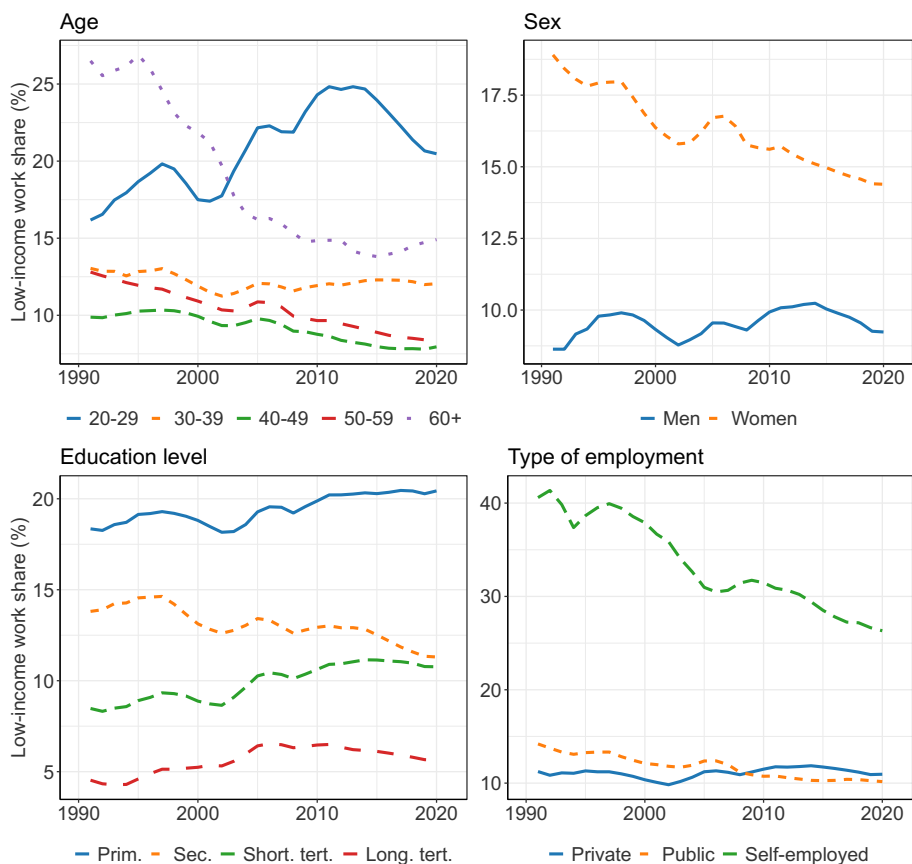 Age
Low-income work share (%)
25
20
15
10
1990 2000 2010 2020
20-29 30-39 40-49 50-59 60+
Sex
17.5
15.0
12.5
10.0
1990 2000 2010 2020
Men Women
Education level
Low-income work share (%)
20
15
10
5
1990 2000 2010 2020
Prim. Sec. Short. tert. Long. tert.
Type of employment
40
30
20
10
1990 2000 2010 2020
Private Public Self-employed